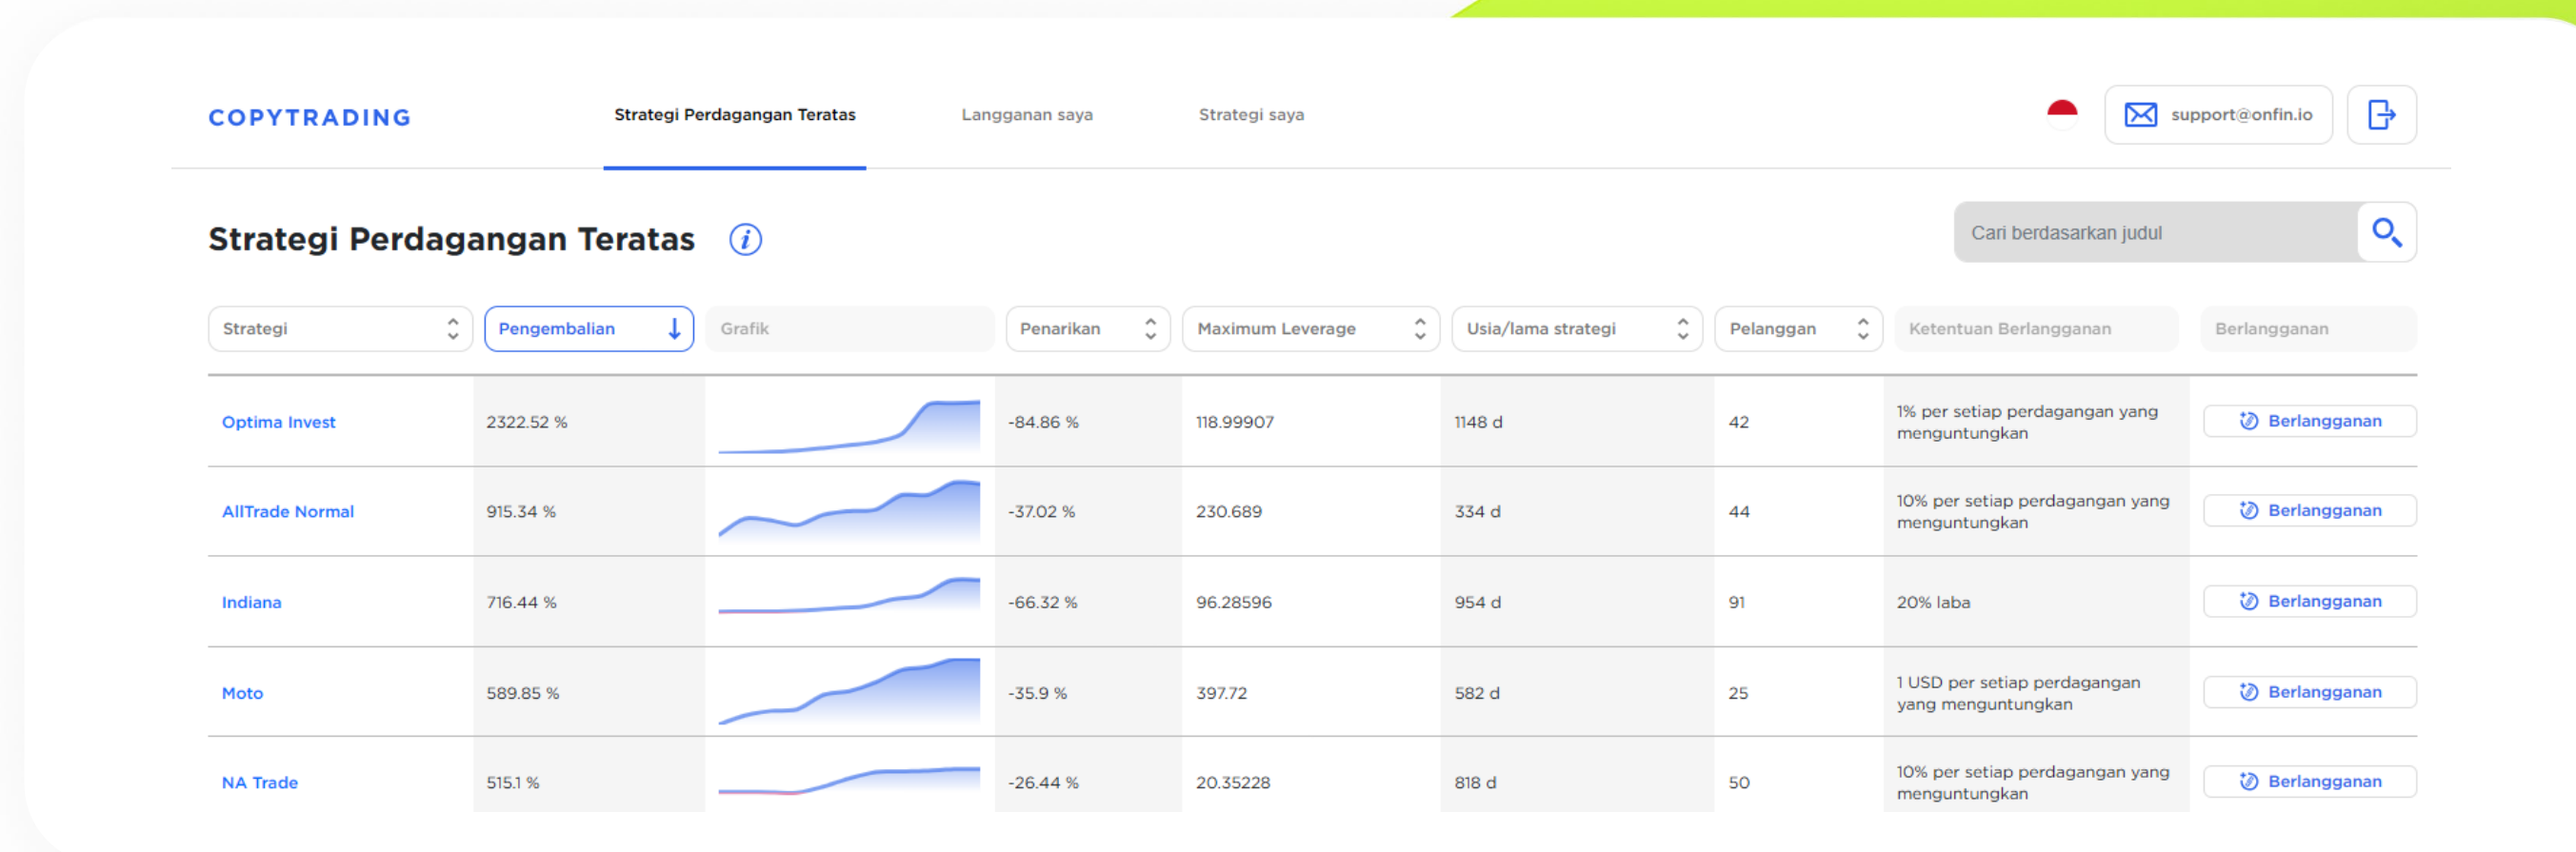 COPYTRADING
Strategi Perdagangan Teratas
Langganan saya
Strategi saya
support@onfin.io
Strategi Perdagangan Teratas
i
Cari berdasarkan judul
Strategi
Pengembalian
Grafik
Penarikan
Maximum Leverage
Usia/lama strategi
Pelanggan
Ketentuan Berlangganan
Berlangganan
Optima Invest
2322.52 %
-84.86 %
118.99907
1148 d
42
1% per setiap perdagangan yang
menguntungkan
Berlangganan
AllTrade Normal
915.34 %
-37.02 %
230.689
334 d
44
10% per setiap perdagangan yang
menguntungkan
Berlangganan
Indiana
716.44 %
-66.32 %
96.28596
954 d
91
20% laba
Berlangganan
Moto
589.85 %
-35.9 %
397.72
582 d
25
1 USD per setiap perdagangan
yang menguntungkan
Berlangganan
NA Trade
515.1 %
-26.44 %
20.35228
818 d
50
10% per setiap perdagangan yang
menguntungkan
Berlangganan